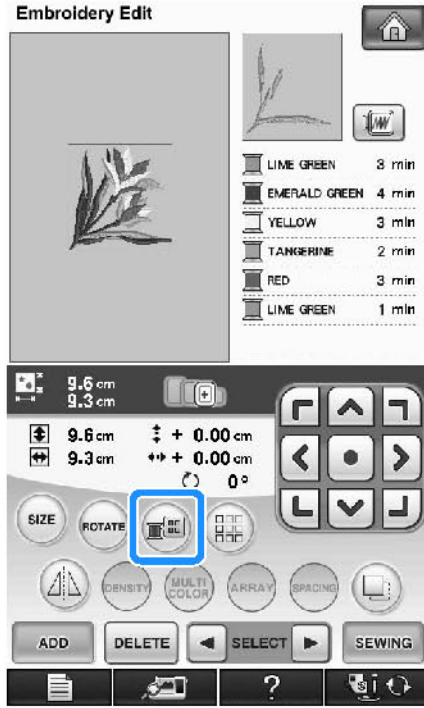 Embroidery Edit
LIME GREEN 3 min
EMERALD GREEN 4 min
YELLOW 3 min
TANGERINE 2 min
RED 3 min
LIME GREEN 1 min
9.6 cm
9.3 cm
9.6 cm + 0.00 cm
9.3 cm + 0.00 cm
0°
SIZE ROTATE
DENSITY MULTI COLOR ARRAY SPACING
ADD DELETE SELECT SEWING
?